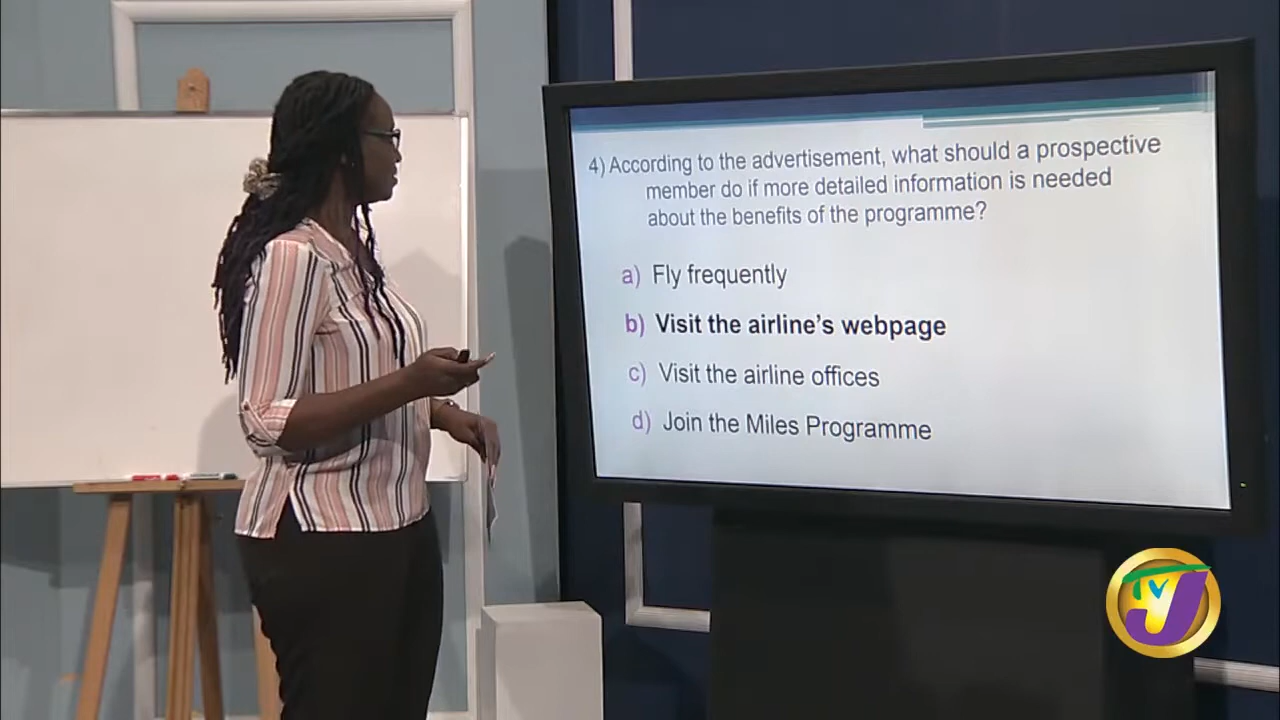 4) According to the advertisement, what should a prospective
member do if more detailed information is needed
about the benefits of the programme?
a) Fly frequently
b) Visit the airline's webpage
c) Visit the airline offices
d) Join the Miles Programme
TVJ